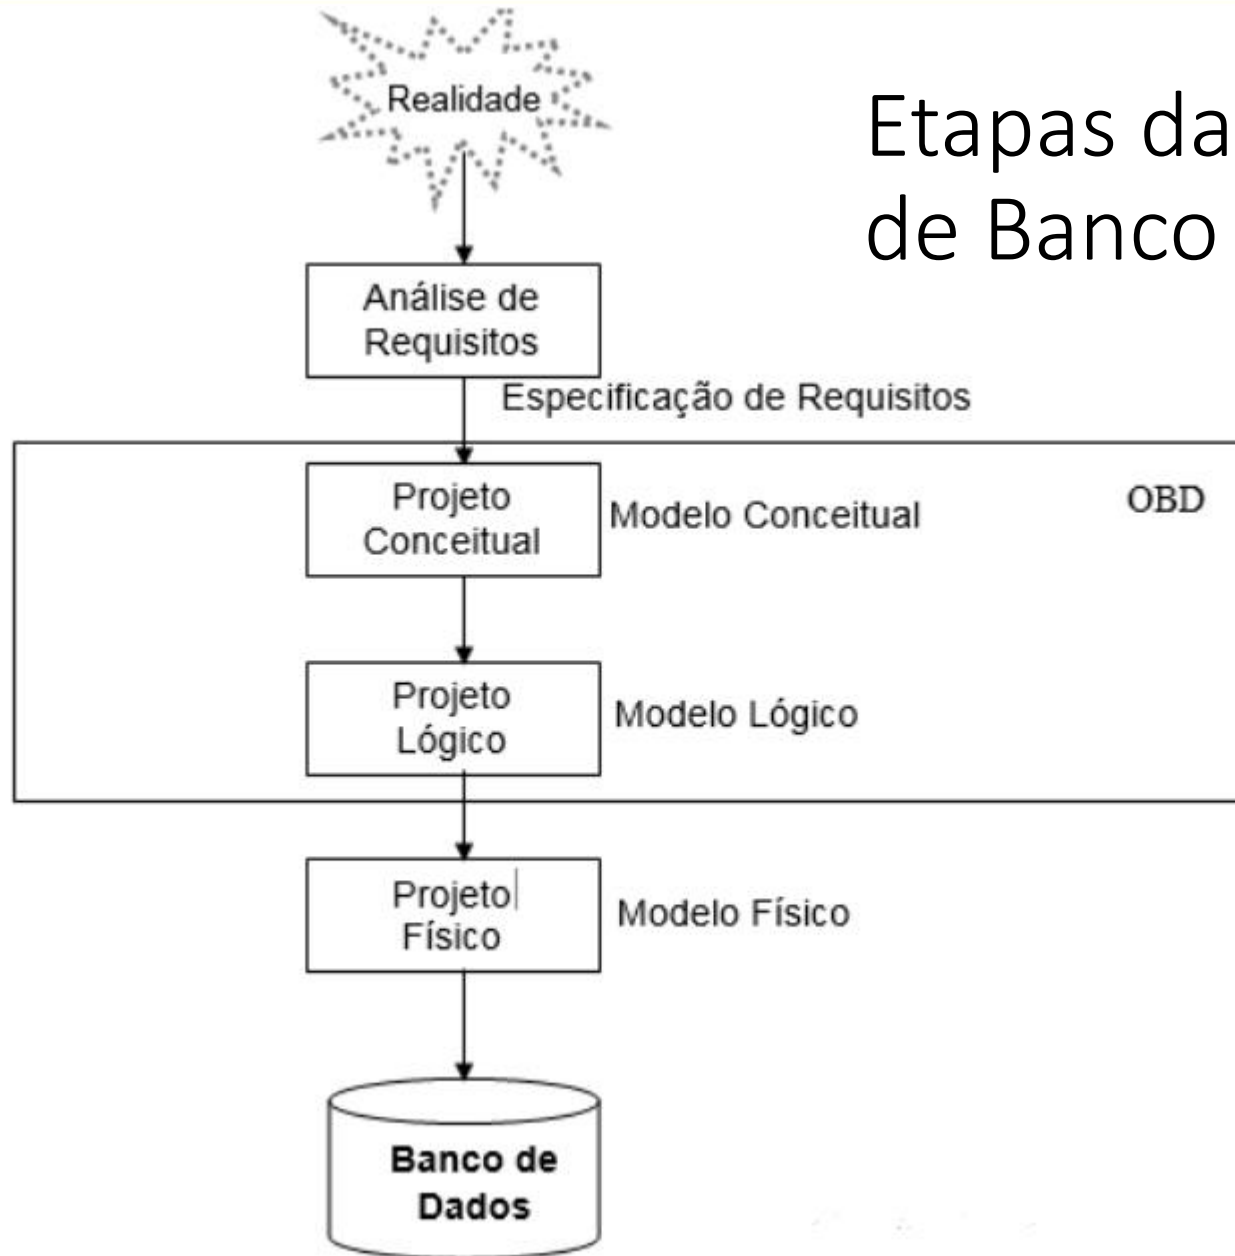 Realidade
Etapas da
de Banco
Análise de
Requisitos
Especificação de Requisitos
Projeto
Conceitual
Modelo Conceitual
OBD
Projeto
Lógico
Modelo Lógico
Projeto
Físico
Modelo Físico
Banco de
Dados